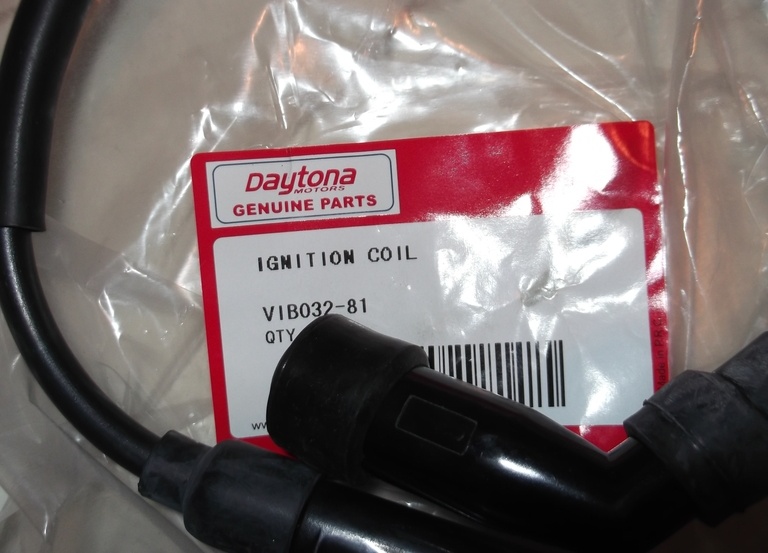 Daytona
MOTORS
GENUINE PARTS
IGNITION COIL
VIB032-81
QTY